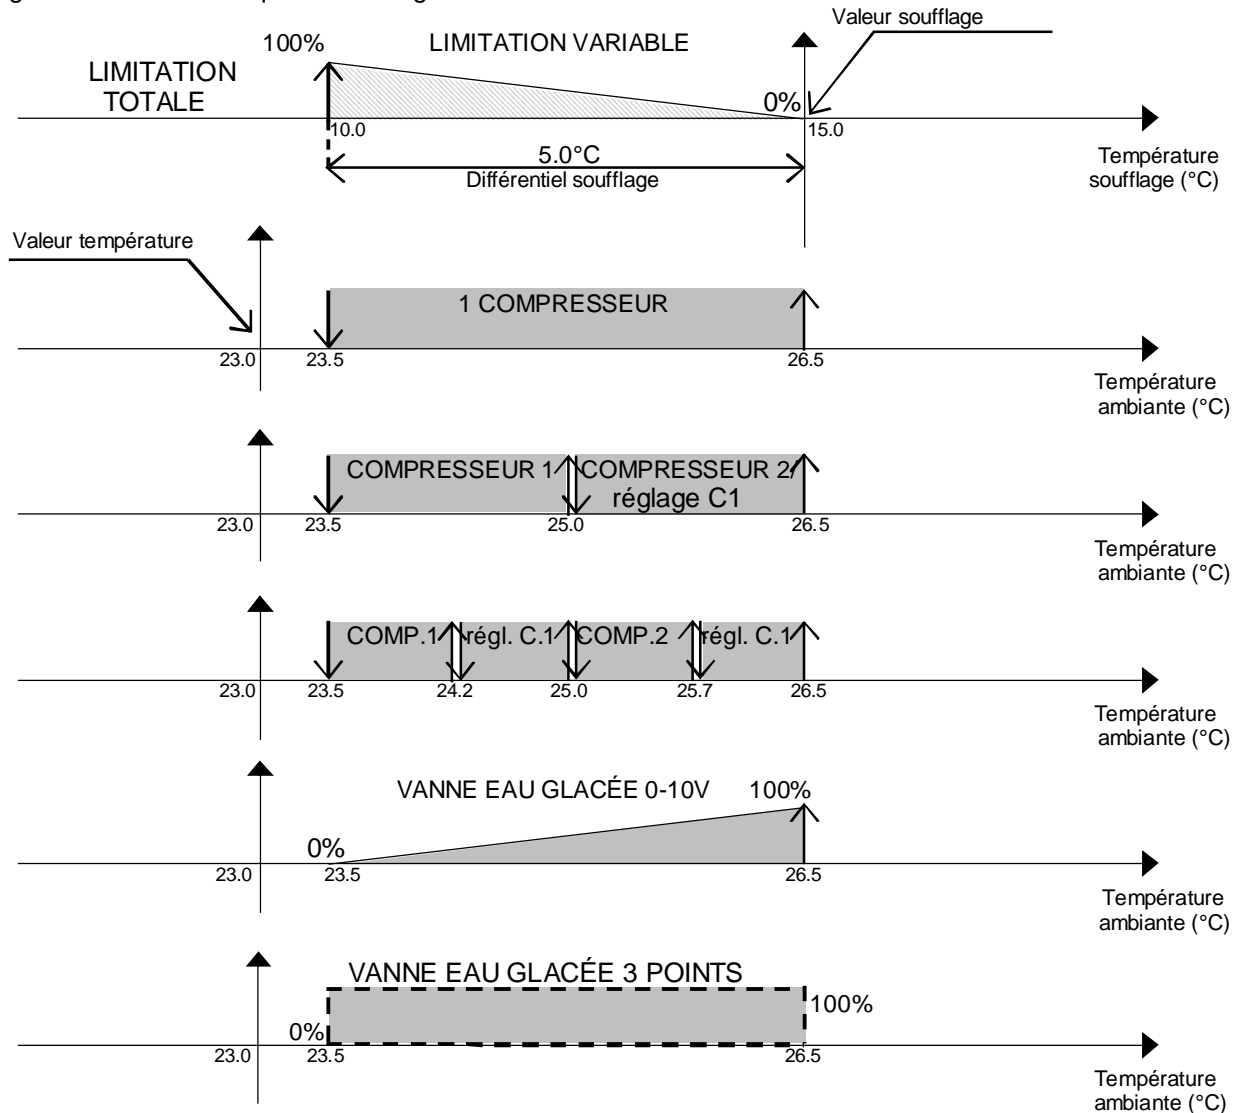 Valeur soufflage
100%
LIMITATION VARIABLE
LIMITATION
TOTALE
0%
10.0
15.0
5.0°C
Différentiel soufflage
Température
soufflage (°C)
Valeur température
1 COMPRESSEUR
23.0
23.5
26.5
Température
ambiante (°C)
COMPRESSEUR 1
COMPRESSEUR 2/
réglage C1
23.0
23.5
25.0
26.5
Température
ambiante (°C)
COMP.1
régl. C.1
COMP.2
régl. C.1
23.0
23.5
24.2
25.0
25.7
26.5
Température
ambiante (°C)
VANNE EAU GLACÉE 0-10V
100%
0%
23.0
23.5
26.5
Température
ambiante (°C)
VANNE EAU GLACÉE 3 POINTS
100%
0%
23.0
23.5
26.5
Température
ambiante (°C)